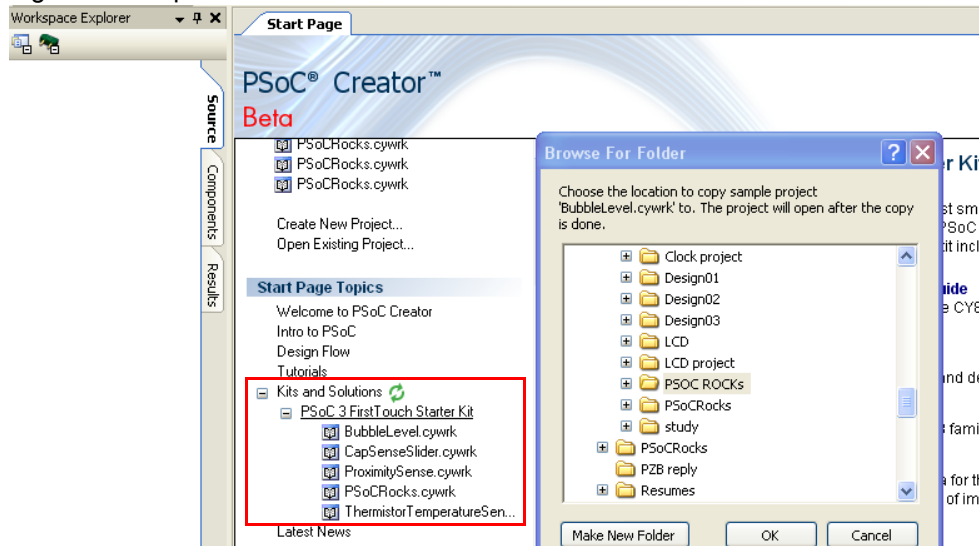 Workspace Explorer
Start Page
PSoC® Creator™
Beta
Source
Components
Results
PSoCRocks.cywrk
PSoCRocks.cywrk
PSoCRocks.cywrk
Create New Project...
Open Existing Project...
Start Page Topics
Welcome to PSoC Creator
Intro to PSoC
Design Flow
Tutorials
Kits and Solutions
PSoC 3 FirstTouch Starter Kit
BubbleLevel.cywrk
CapSenseSlider.cywrk
ProximitySense.cywrk
PSoCRocks.cywrk
ThermistorTemperatureSen...
Latest News
Browse For Folder
Choose the location to copy sample project
'BubbleLevel.cywrk' to. The project will open after the copy
is done.
Clock project
Design01
Design02
Design03
LCD
LCD project
PSOC ROCKs
PSoCRocks
study
PSoCRocks
PZB reply
Resumes
Make New Folder
OK
Cancel